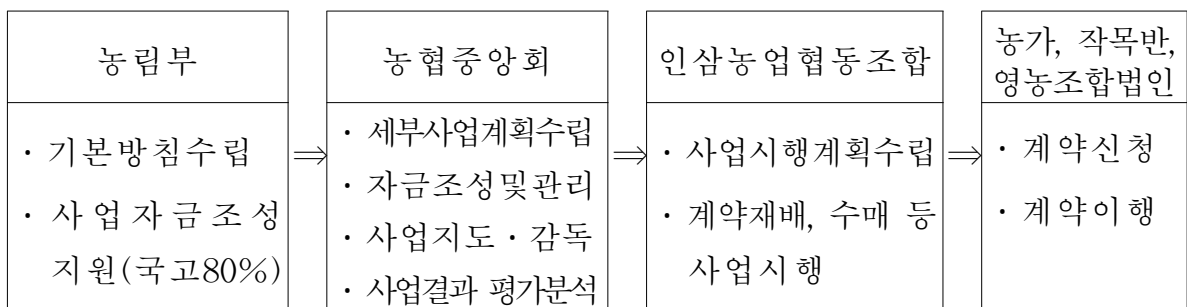 농림부
· 기본방침수립
· 사업자금조성
지원(국고80%)
⇒
농협중앙회
· 세부사업계획수립
· 자금조성및관리
· 사업지도 · 감독
· 사업결과 평가분석
⇒
인삼농업협동조합
· 사업시행계획수립
· 계약재배, 수매 등
사업시행
⇒
농가, 작목반,
영농조합법인
· 계약신청
· 계약이행